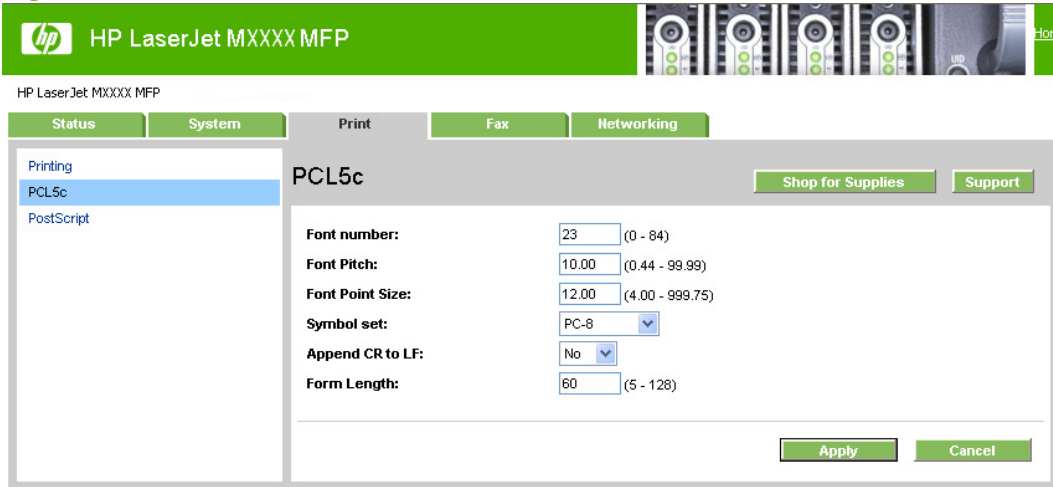 hp
HP LaserJet MXXXX MFP
UID
HP LaserJet MXXXX MFP
Status System Print Fax Networking
Printing
PCL5c
PostScript
PCL5c
Shop for Supplies Support
Font number: 23 (0 - 84)
Font Pitch: 10.00 (0.44 - 99.99)
Font Point Size: 12.00 (4.00 - 999.75)
Symbol set: PC-8
Append CR to LF: No
Form Length: 60 (5 - 128)
Apply Cancel